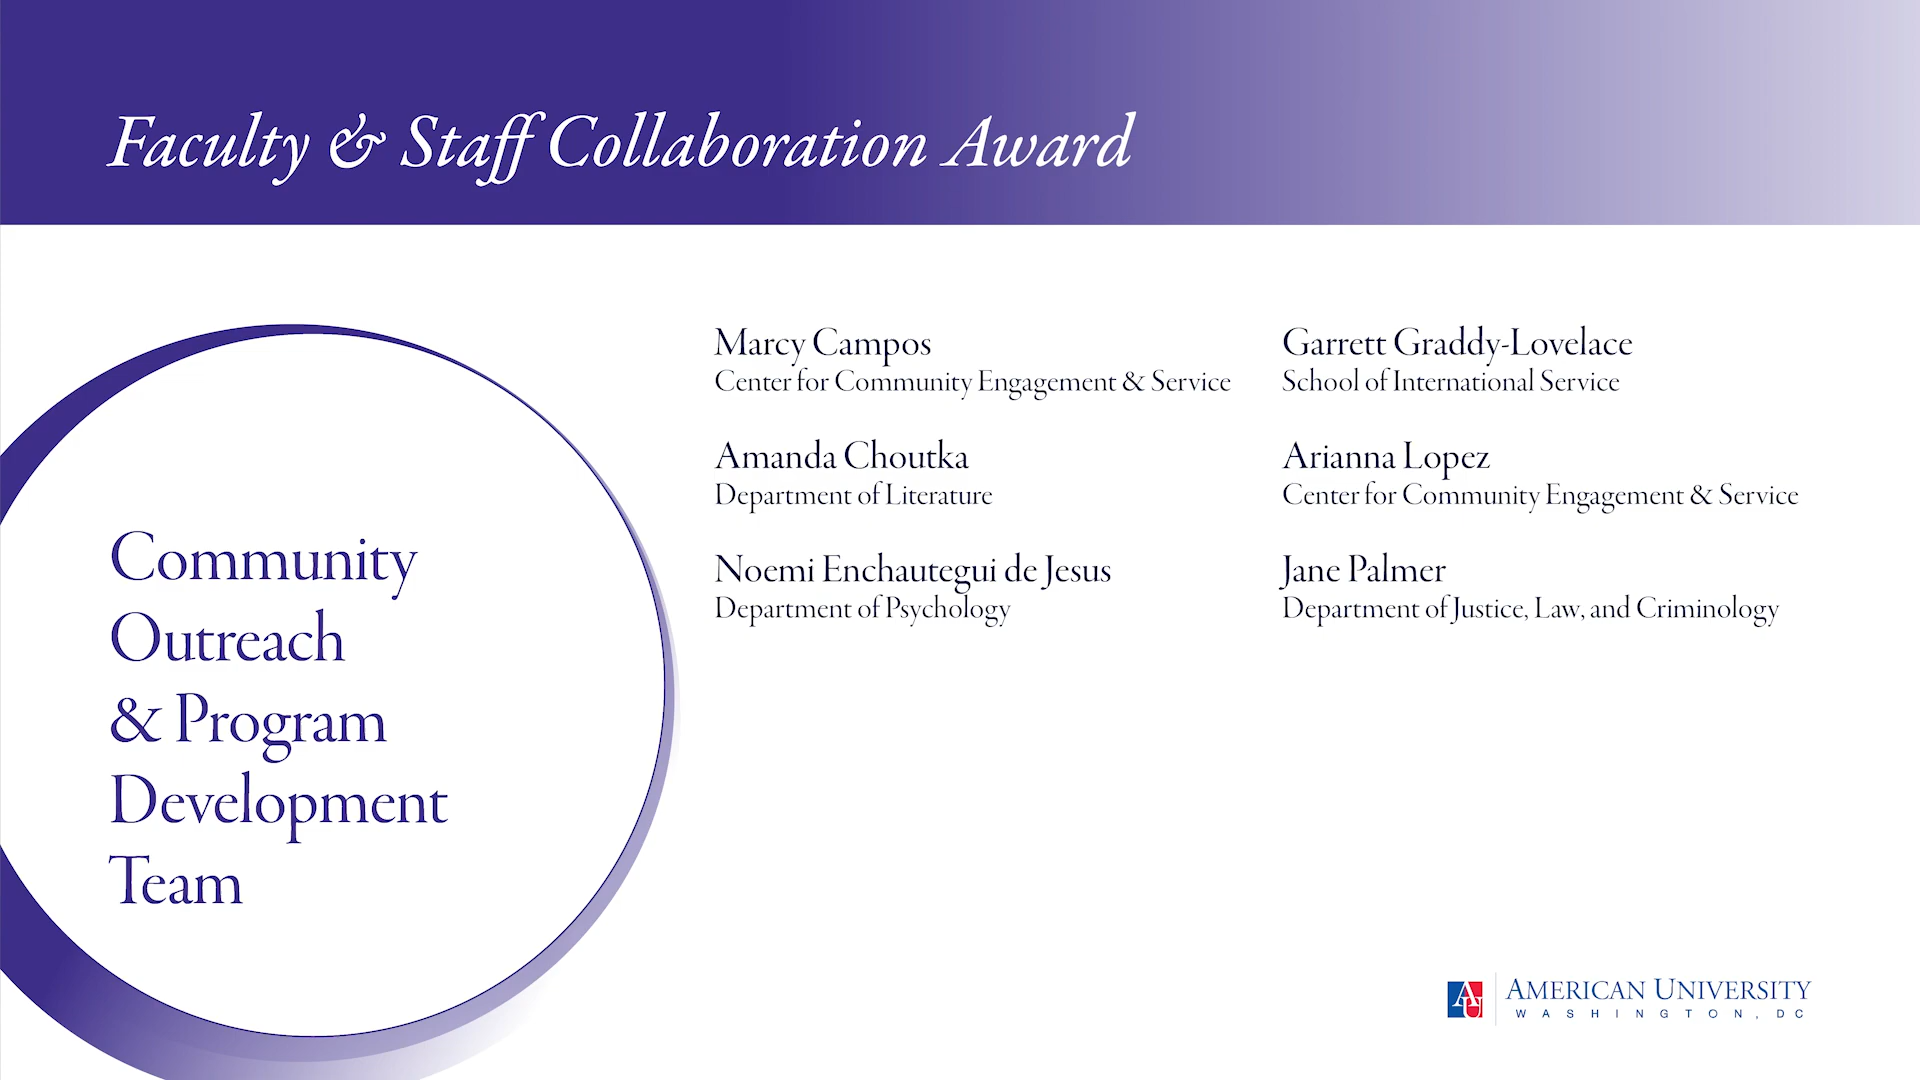 Faculty & Staff Collaboration Award
Community
Outreach
& Program
Development
Team
Marcy Campos
Center for Community Engagement & Service
Amanda Choutka
Department of Literature
Noemi Enchautegui de Jesus
Department of Psychology
Garrett Graddy-Lovelace
School of International Service
Arianna Lopez
Center for Community Engagement & Service
Jane Palmer
Department of Justice, Law, and Criminology
AU
AMERICAN UNIVERSITY
WASHINGTON, DC